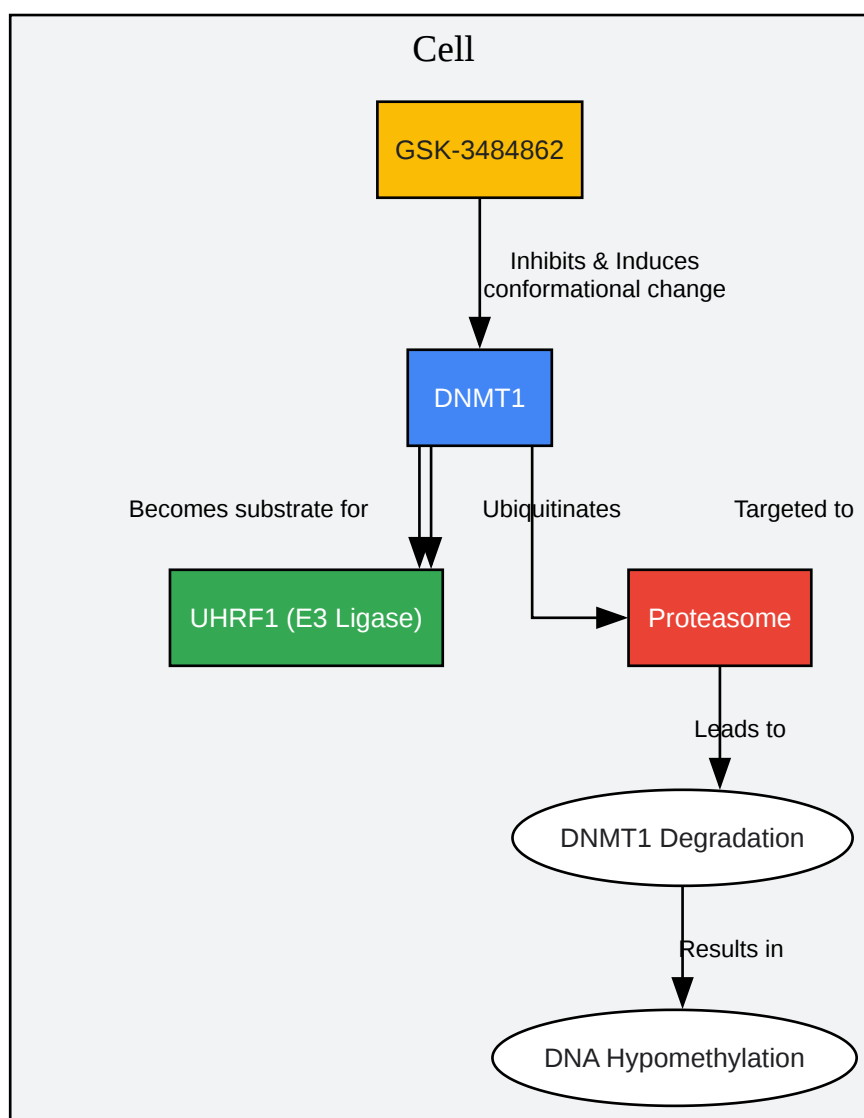 Cell
GSK-3484862
Inhibits & Induces
conformational change
DNMT1
Becomes substrate for
Ubiquitinates
Targeted to
UHRF1 (E3 Ligase)
Proteasome
Leads to
DNMT1 Degradation
Results in
DNA Hypomethylation